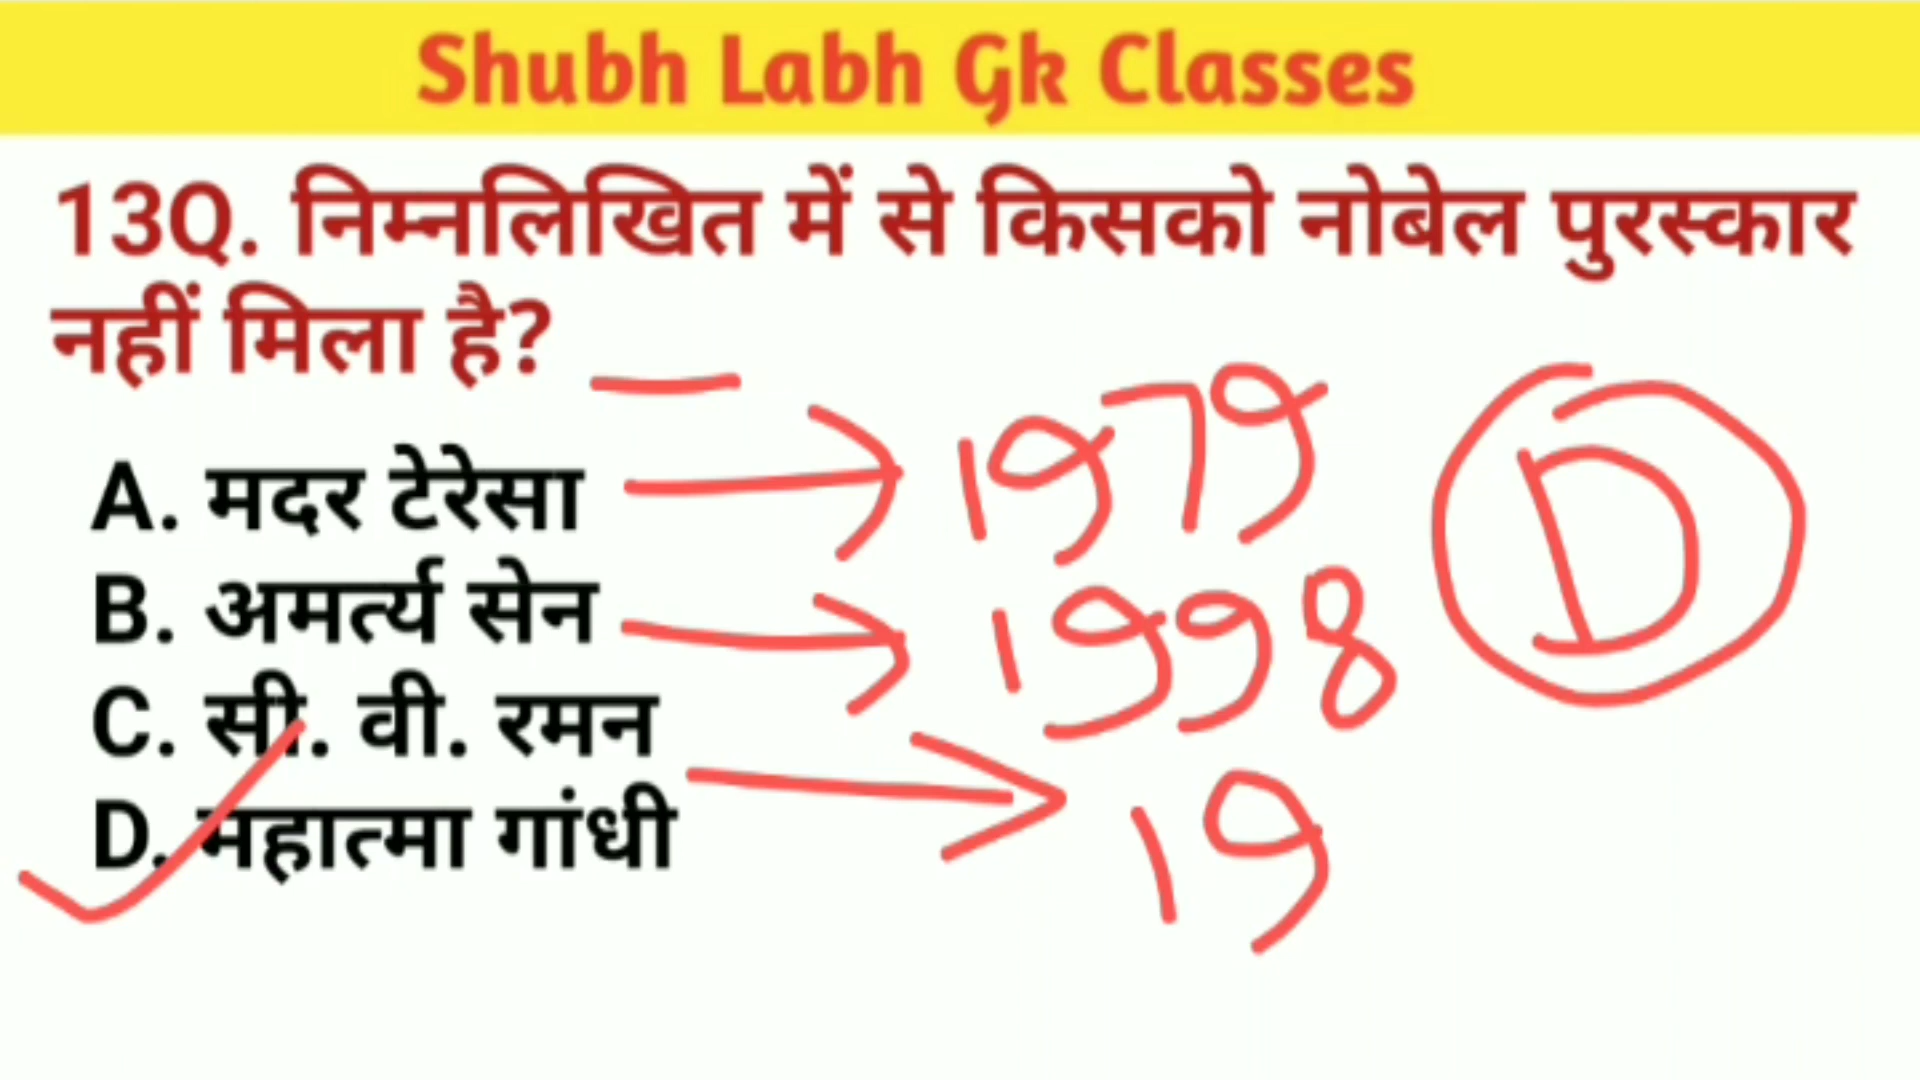 Shubh Labh Gk Classes
13Q. निम्नलिखित में से किसको नोबेल पुरस्कार
नहीं मिला है?
A. मदर टेरेसा 1979
B. अमर्त्य सेन 1998
C. सी. वी. रमन 19
D. महात्मा गांधी
D